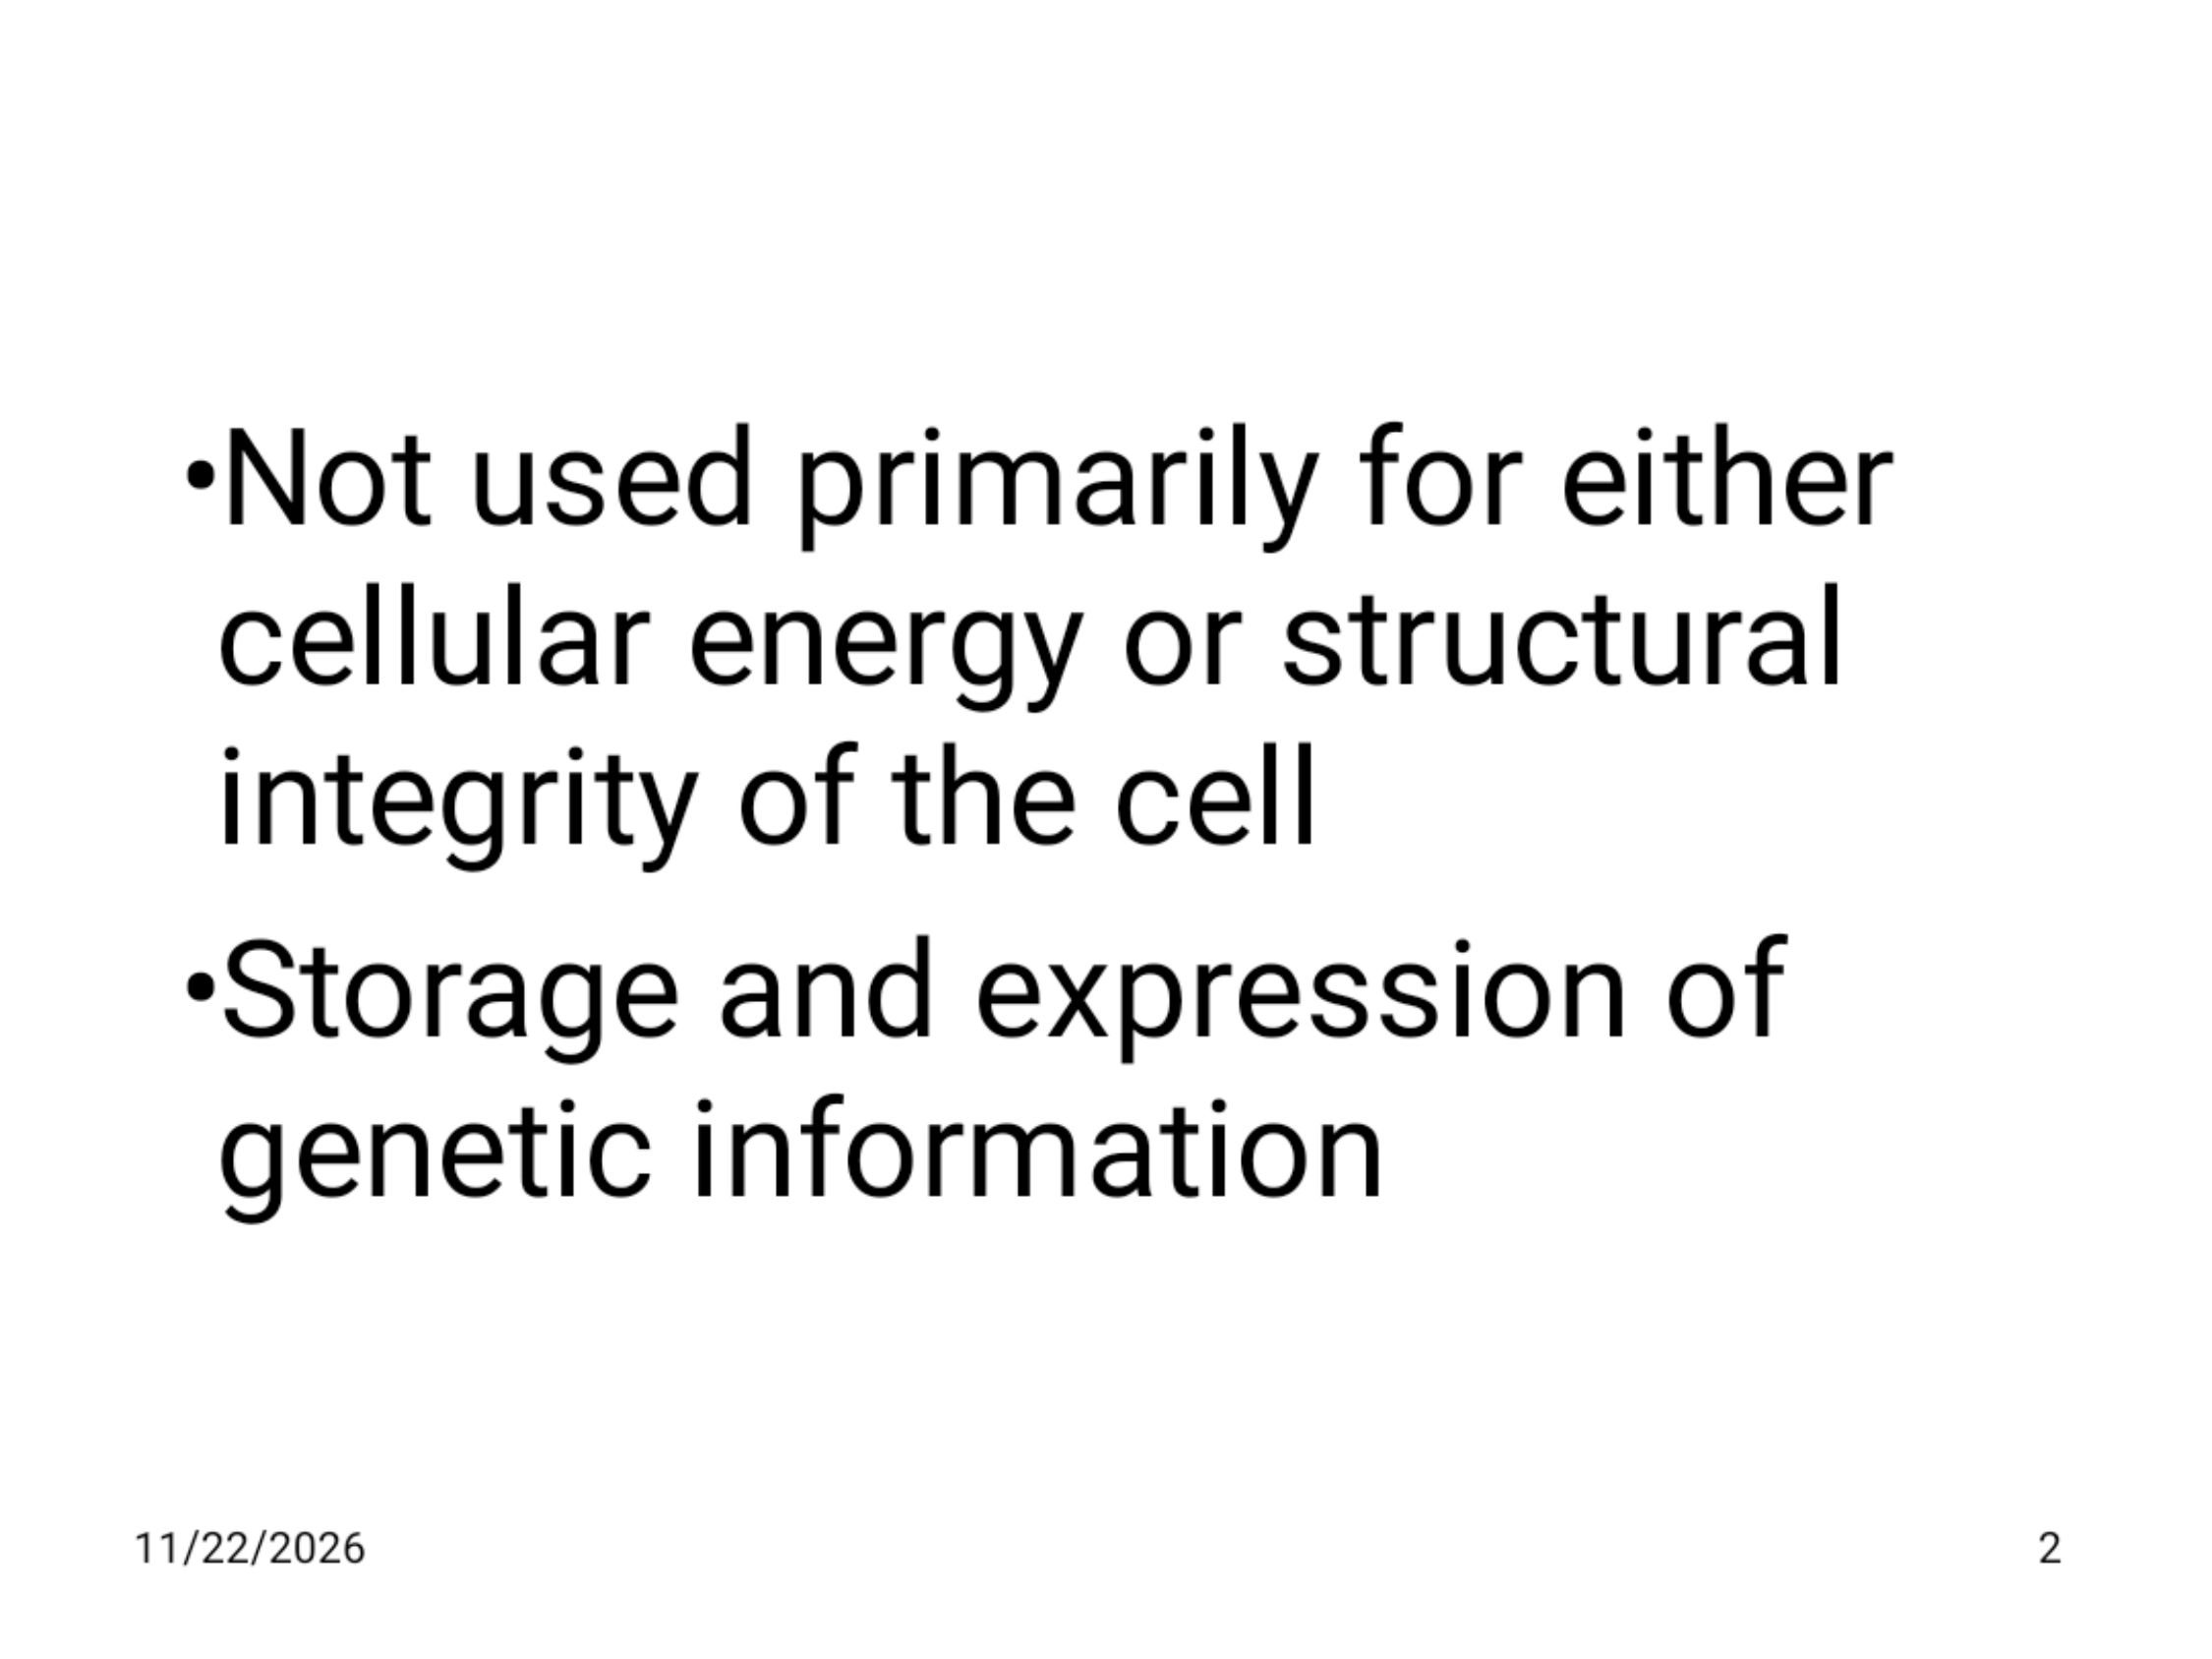 •Not used primarily for either
cellular energy or structural
integrity of the cell
•Storage and expression of
genetic information
11/22/2026
2